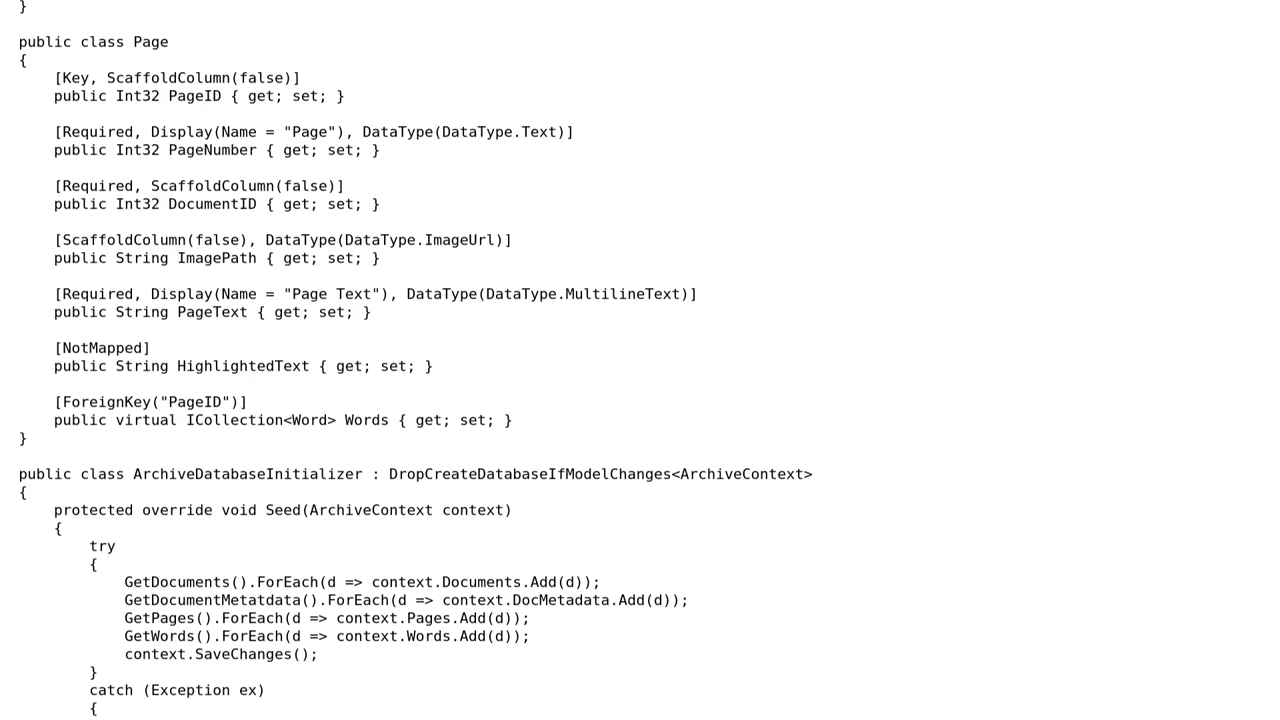 }
public class Page
{
    [Key, ScaffoldColumn(false)]
    public Int32 PageID { get; set; }
    [Required, Display(Name = "Page"), DataType(DataType.Text)]
    public Int32 PageNumber { get; set; }
    [Required, ScaffoldColumn(false)]
    public Int32 DocumentID { get; set; }
    [ScaffoldColumn(false), DataType(DataType.ImageUrl)]
    public String ImagePath { get; set; }
    [Required, Display(Name = "Page Text"), DataType(DataType.MultilineText)]
    public String PageText { get; set; }
    [NotMapped]
    public String HighlightedText { get; set; }
    [ForeignKey("PageID")]
    public virtual ICollection<Word> Words { get; set; }
}
public class ArchiveDatabaseInitializer : DropCreateDatabaseIfModelChanges<ArchiveContext>
{
    protected override void Seed(ArchiveContext context)
    {
        try
        {
            GetDocuments().ForEach(d => context.Documents.Add(d));
            GetDocumentMetatdata().ForEach(d => context.DocMetadata.Add(d));
            GetPages().ForEach(d => context.Pages.Add(d));
            GetWords().ForEach(d => context.Words.Add(d));
            context.SaveChanges();
        }
        catch (Exception ex)
        {